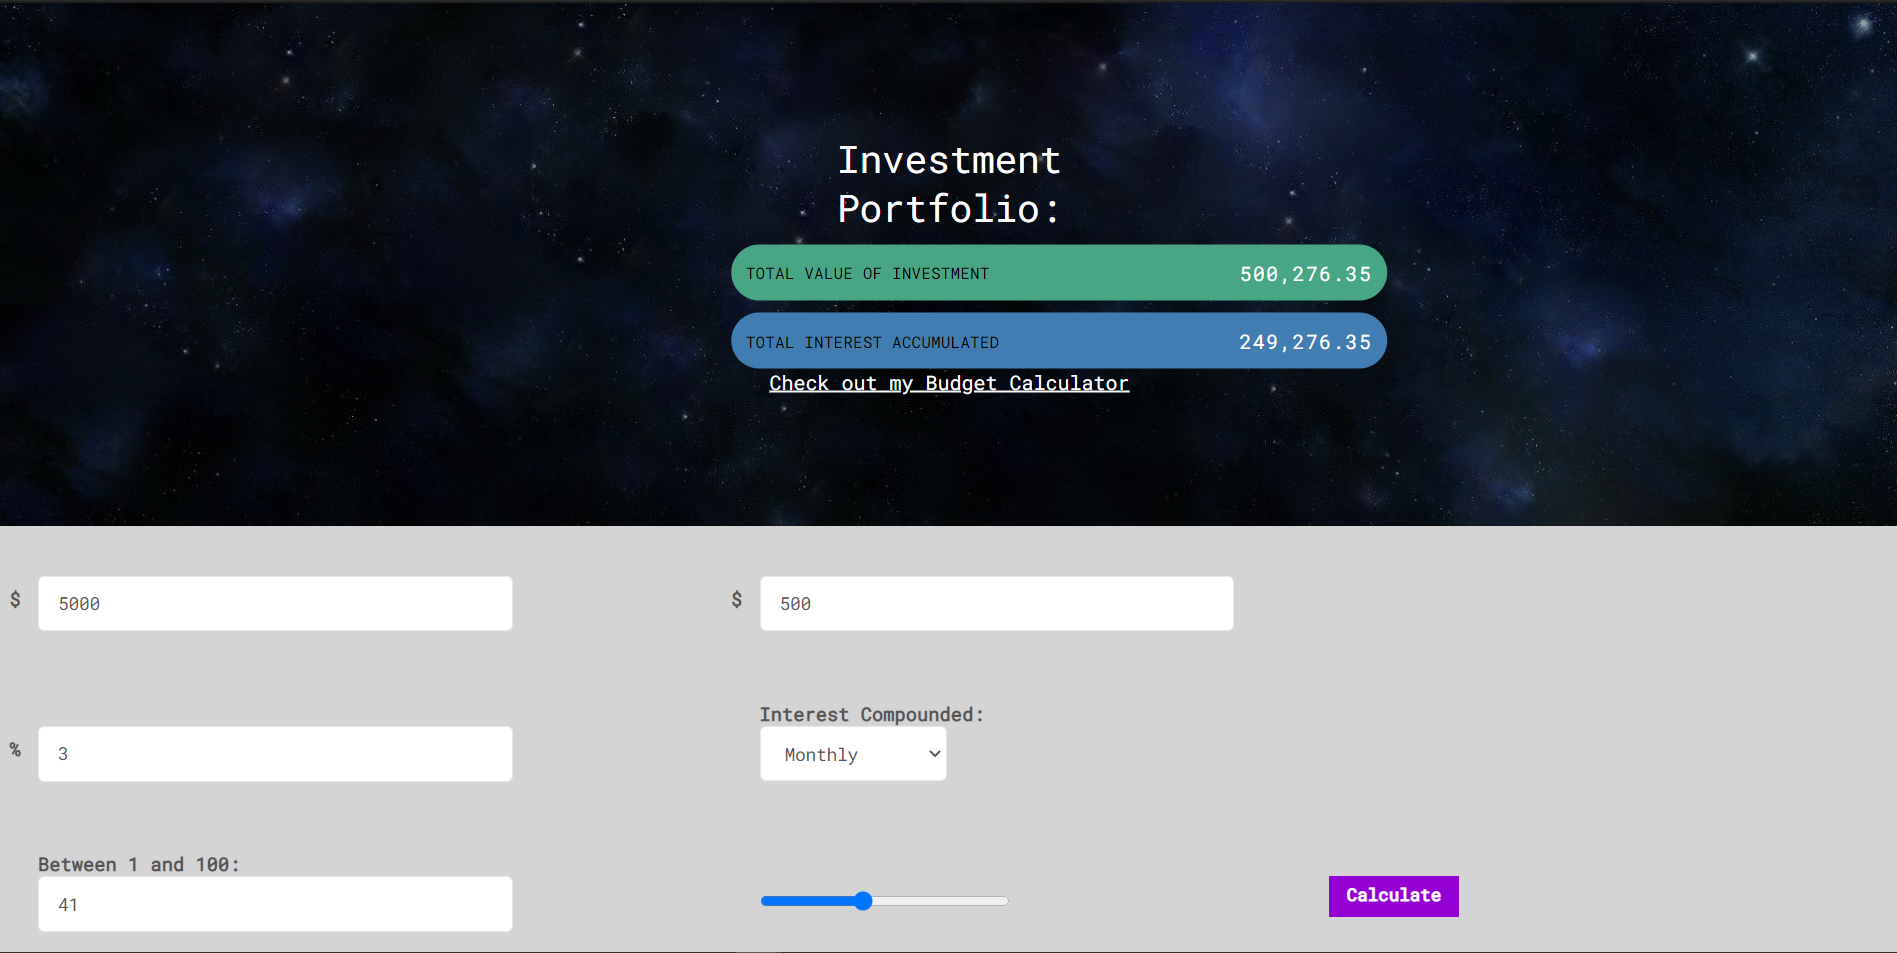 Investment
Portfolio:
TOTAL VALUE OF INVESTMENT 500,276.35
TOTAL INTEREST ACCUMULATED 249,276.35
Check out my Budget Calculator
$ 5000 $ 500
Interest Compounded:
% 3 Monthly
Between 1 and 100:
41 Calculate